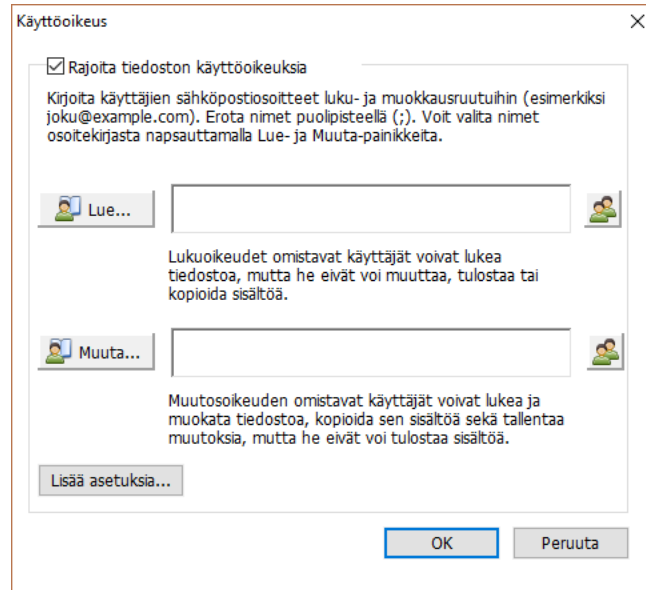 Käyttöoikeus
Rajoita tiedoston käyttöoikeuksia
Kirjoita käyttäjien sähköpostiosoitteet luku- ja muokkausruutuihin (esimerkiksi
joku@example.com). Erota nimet puolipisteellä (;). Voit valita nimet
osoitekirjasta napsauttamalla Lue- ja Muuta-painikkeita.
Lue...
Lukuoikeudet omistavat käyttäjät voivat lukea
tiedostoa, mutta he eivät voi muuttaa, tulostaa tai
kopioida sisältöä.
Muuta...
Muutosoikeuden omistavat käyttäjät voivat lukea ja
muokata tiedostoa, kopioida sen sisältöä sekä tallentaa
muutoksia, mutta he eivät voi tulostaa sisältöä.
Lisää asetuksia...
OK
Peruuta